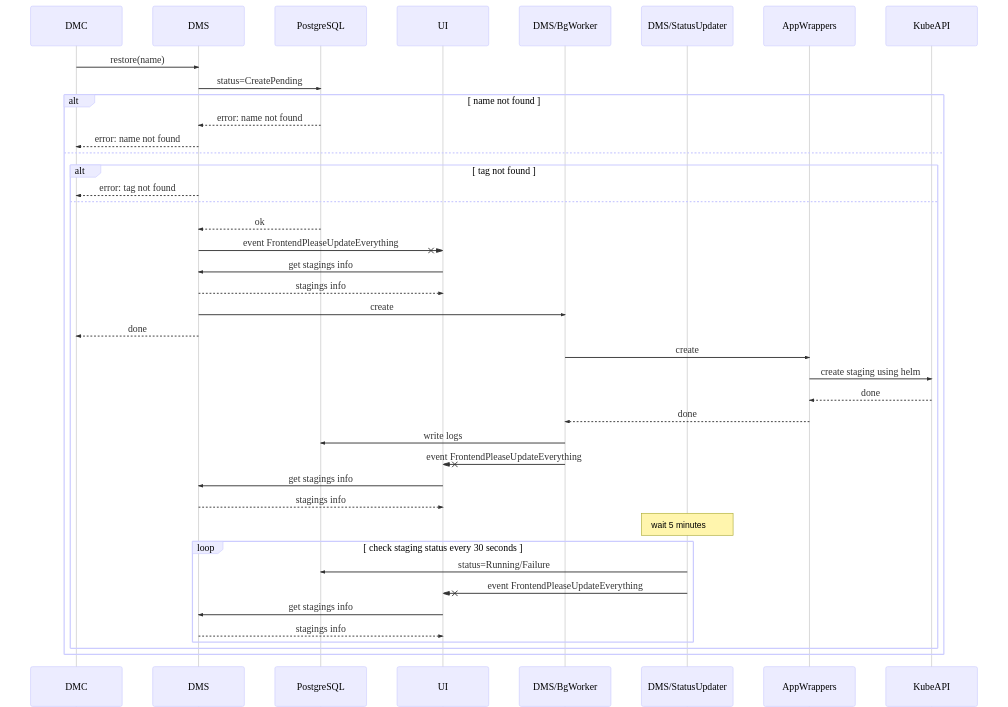 DMC
DMS
PostgreSQL
UI
DMS/BgWorker
DMS/StatusUpdater
AppWrappers
KubeAPI
restore(name)
status=CreatePending
alt
[ name not found ]
error: name not found
error: name not found
alt
[ tag not found ]
error: tag not found
ok
event FrontendPleaseUpdateEverything
get stagings info
stagings info
create
done
create
create staging using helm
done
done
write logs
event FrontendPleaseUpdateEverything
get stagings info
stagings info
wait 5 minutes
loop
[ check staging status every 30 seconds ]
status=Running/Failure
event FrontendPleaseUpdateEverything
get stagings info
stagings info
DMC
DMS
PostgreSQL
UI
DMS/BgWorker
DMS/StatusUpdater
AppWrappers
KubeAPI